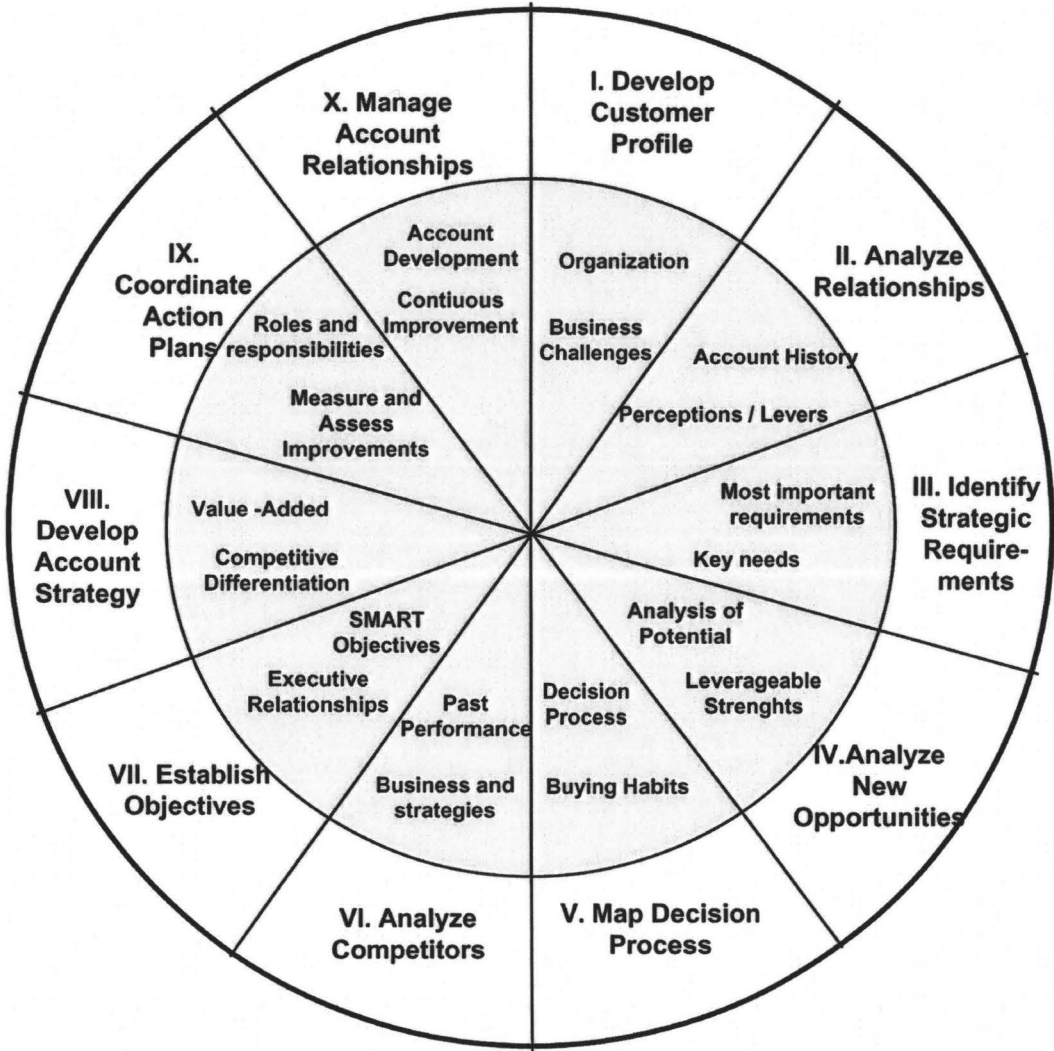 I. Develop
Customer
Profile
Organization
Business
Challenges
II. Analyze
Relationships
Account History
Perceptions / Levers
III. Identify
Strategic
Require-
ments
Most important
requirements
Key needs
IV.Analyze
New
Opportunities
Analysis of
Potential
Leverageable
Strenghts
V. Map Decision
Process
Decision
Process
Buying Habits
VI. Analyze
Competitors
Past
Performance
Business and
strategies
VII. Establish
Objectives
SMART
Objectives
Executive
Relationships
VIII.
Develop
Account
Strategy
Value -Added
Competitive
Differentiation
IX.
Coordinate
Action
Plans
Roles and
responsibilities
Measure and
Assess
Improvements
X. Manage
Account
Relationships
Account
Development
Contiuous
Improvement